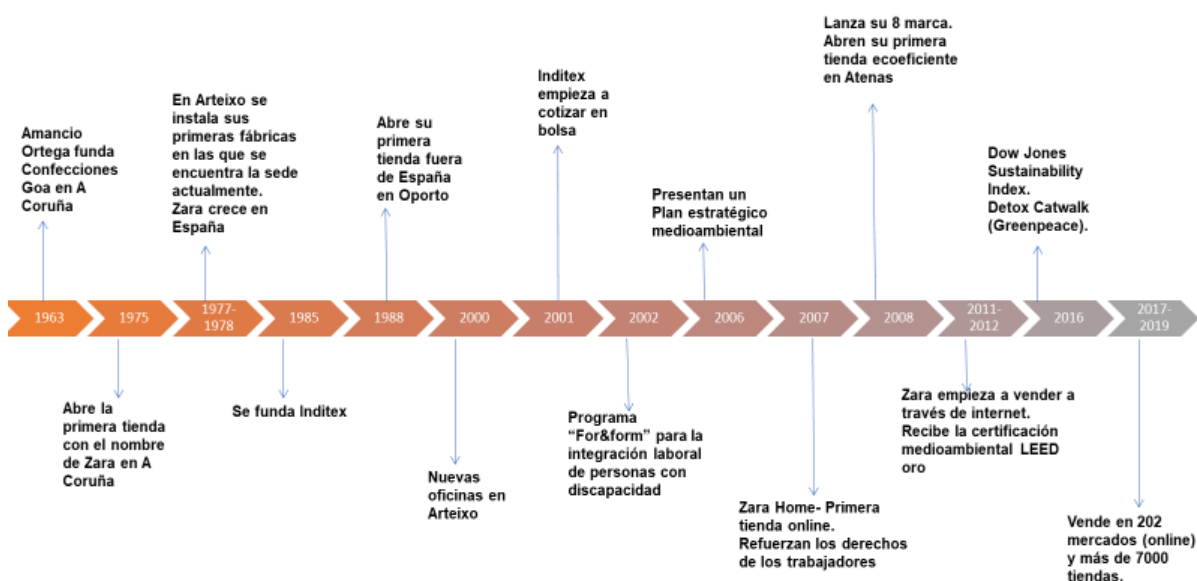 Amancio
Ortega funda
Confecciones
Goa en A
Coruña
En Arteixo se
instala sus
primeras fábricas
en las que se
encuentra la sede
actualmente.
Zara crece en
España
Abre su
primera
tienda fuera
de España
en Oporto
Inditex
empieza a
cotizar en
bolsa
Presentan un
Plan estratégico
medioambiental
Lanza su 8 marca.
Abren su primera
tienda ecoeficiente
en Atenas
Dow Jones
Sustainability
Index.
Detox Catwalk
(Greenpeace).
1963
1975
1977-
1978
1985
1988
2000
2001
2002
2006
2007
2008
2011-
2012
2016
2017-
2019
Abre la
primera tienda
con el nombre
de Zara en A
Coruña
Se funda Inditex
Nuevas
oficinas en
Arteixo
Programa
“For&form” para la
integración laboral
de personas con
discapacidad
Zara Home- Primera
tienda online.
Refuerzan los derechos
de los trabajadores
Zara empieza a vender a
través de internet.
Recibe la certificación
medioambiental LEED
oro
Vende en 202
mercados (online)
y más de 7000
tiendas.